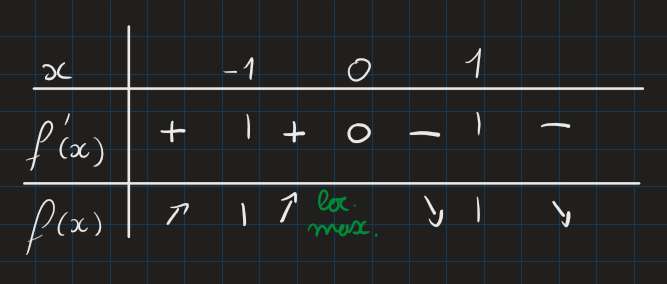 x -1 0 1
f'(x) + | + 0 − | −
f(x) ↗ | ↗ loc. max. ↘ | ↘